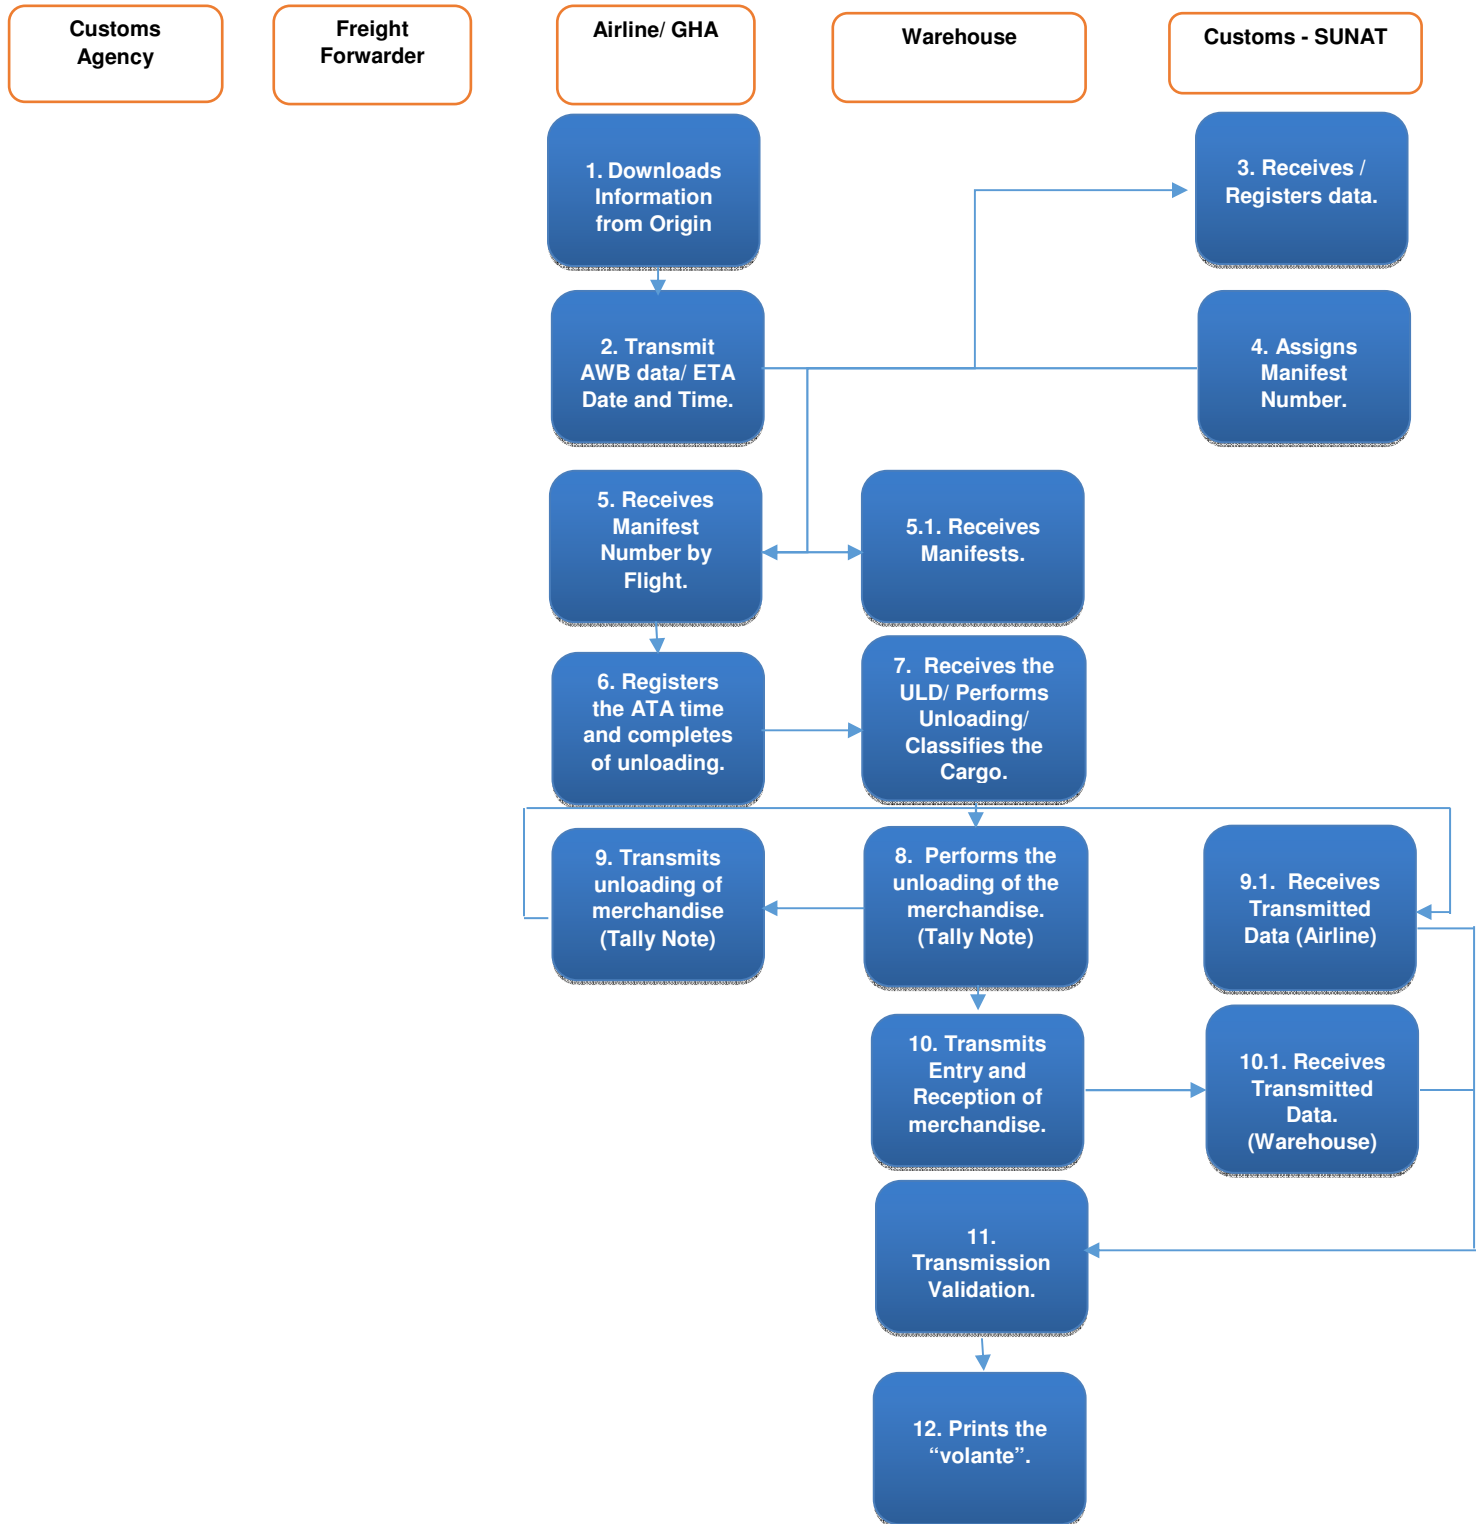 Customs
Agency
Freight
Forwarder
Airline/ GHA
Warehouse
Customs - SUNAT
1. Downloads
Information
from Origin
3. Receives /
Registers data.
2. Transmit
AWB data/ ETA
Date and Time.
4. Assigns
Manifest
Number.
5. Receives
Manifest
Number by
Flight.
5.1. Receives
Manifests.
6. Registers
the ATA time
and completes
of unloading.
7. Receives the
ULD/ Performs
Unloading/
Classifies the
Cargo.
9. Transmits
unloading of
merchandise
(Tally Note)
8. Performs the
unloading of the
merchandise.
(Tally Note)
9.1. Receives
Transmitted
Data (Airline)
10. Transmits
Entry and
Reception of
merchandise.
10.1. Receives
Transmitted
Data.
(Warehouse)
11.
Transmission
Validation.
12. Prints the
“volante”.